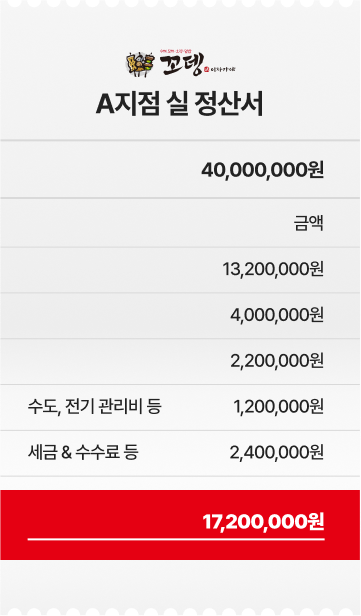 꼬뎅
A지점 실 정산서
40,000,000원
금액
13,200,000원
4,000,000원
2,200,000원
수도, 전기 관리비 등 1,200,000원
세금 & 수수료 등 2,400,000원
17,200,000원